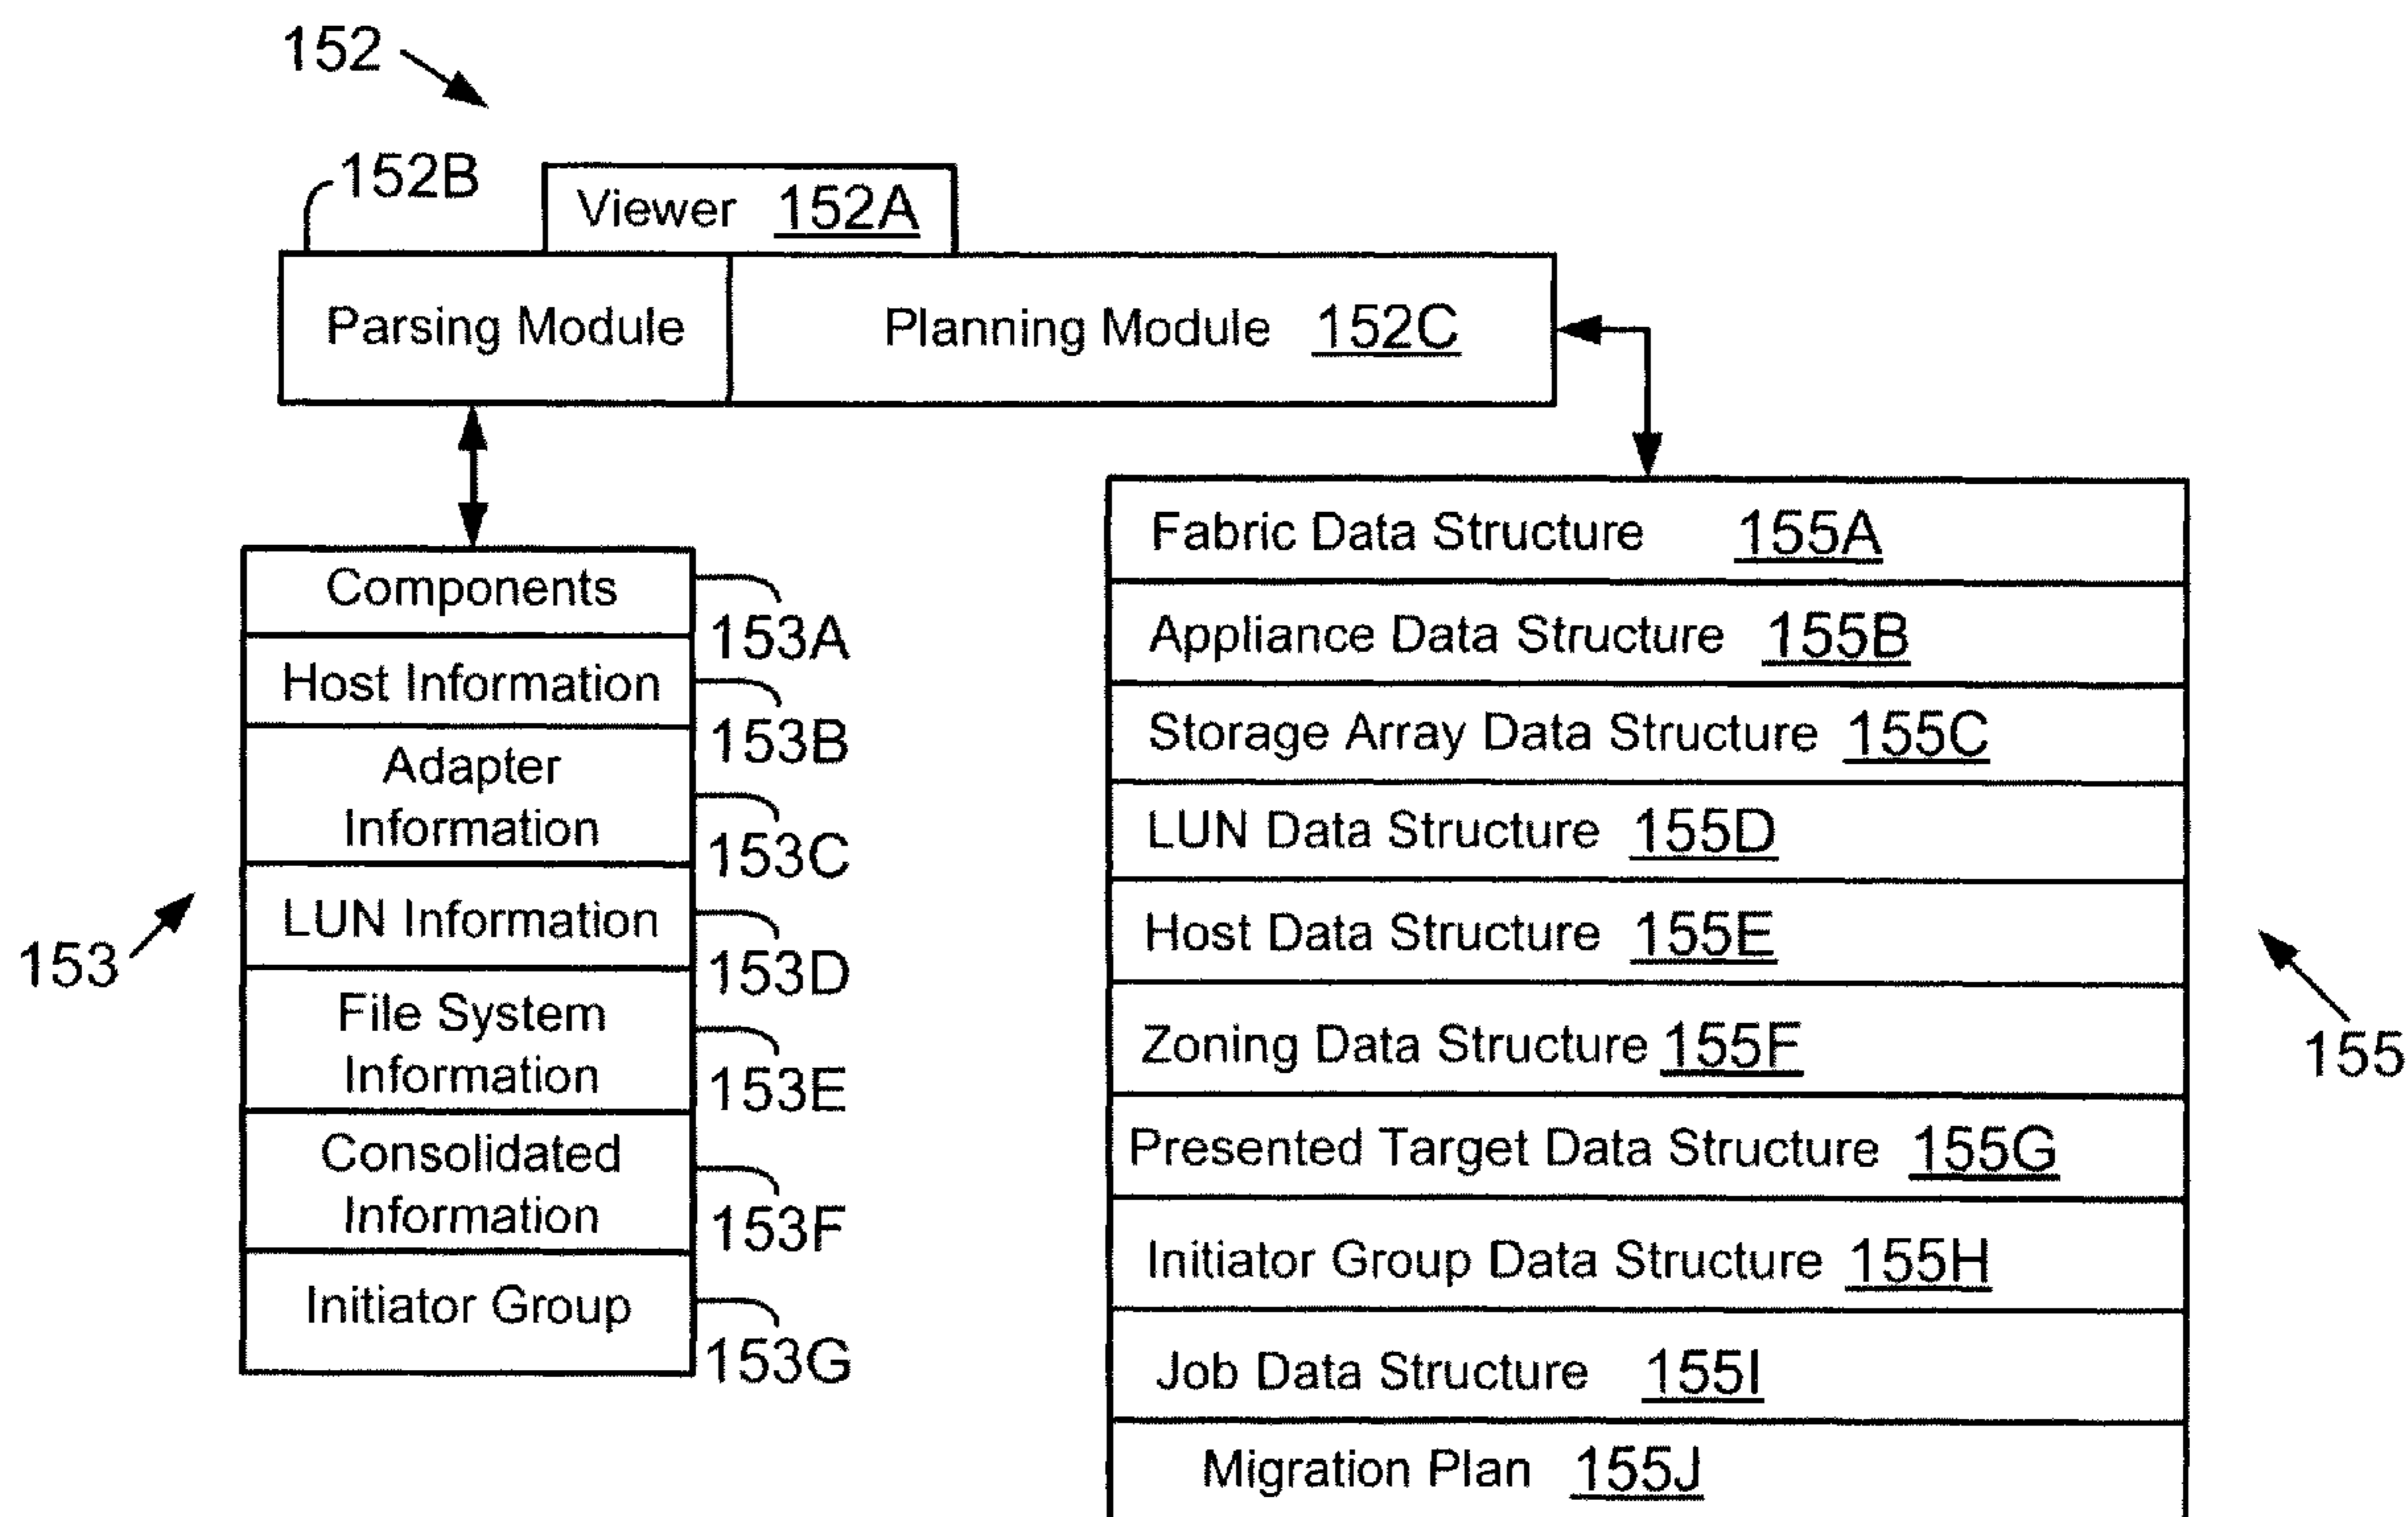 152
152B
Viewer 152A
Parsing Module
Planning Module 152C
Components
153A
Host Information
153B
Adapter
Information
153C
LUN Information
153D
File System
Information
153E
Consolidated
Information
153F
Initiator Group
153G
153
Fabric Data Structure 155A
Appliance Data Structure 155B
Storage Array Data Structure 155C
LUN Data Structure 155D
Host Data Structure 155E
Zoning Data Structure 155F
Presented Target Data Structure 155G
Initiator Group Data Structure 155H
Job Data Structure 155I
Migration Plan 155J
155